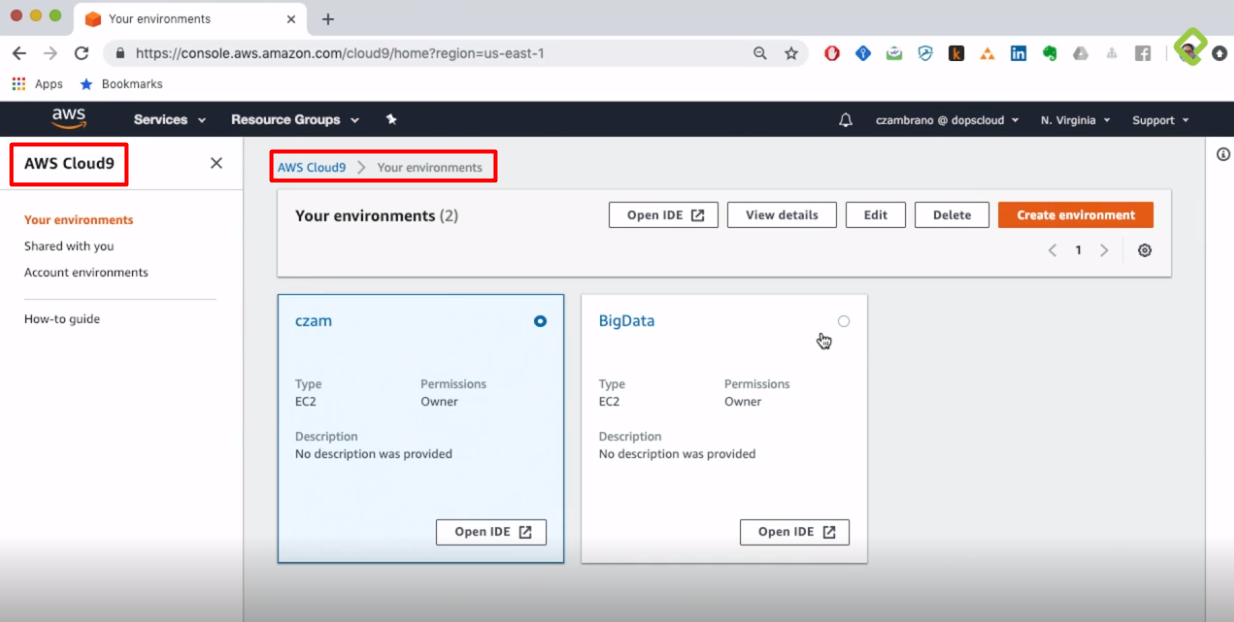 Your environments
https://console.aws.amazon.com/cloud9/home?region=us-east-1
Apps Bookmarks
aws Services Resource Groups czambrano @ dopscloud N. Virginia Support
AWS Cloud9
Your environments
Shared with you
Account environments
How-to guide
AWS Cloud9 > Your environments
Your environments (2) Open IDE View details Edit Delete Create environment
1
czam
Type Permissions
EC2 Owner
Description
No description was provided
Open IDE
BigData
Type Permissions
EC2 Owner
Description
No description was provided
Open IDE